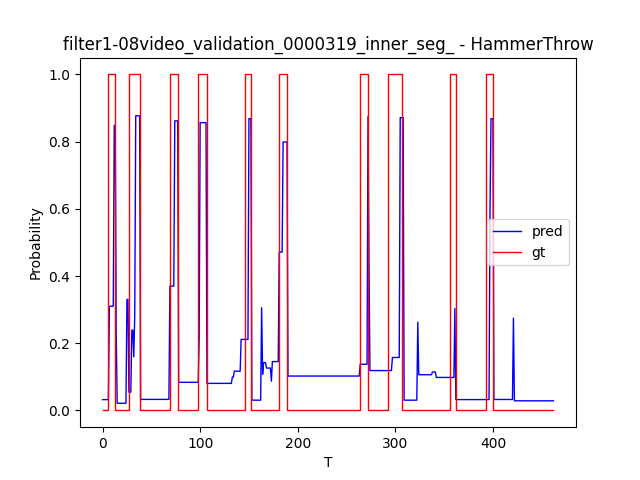 filter1-08video_validation_0000319_inner_seg_ - HammerThrow
1.0
0.8
0.6
0.4
0.2
0.0
Probability
pred
gt
0
100
200
300
400
T